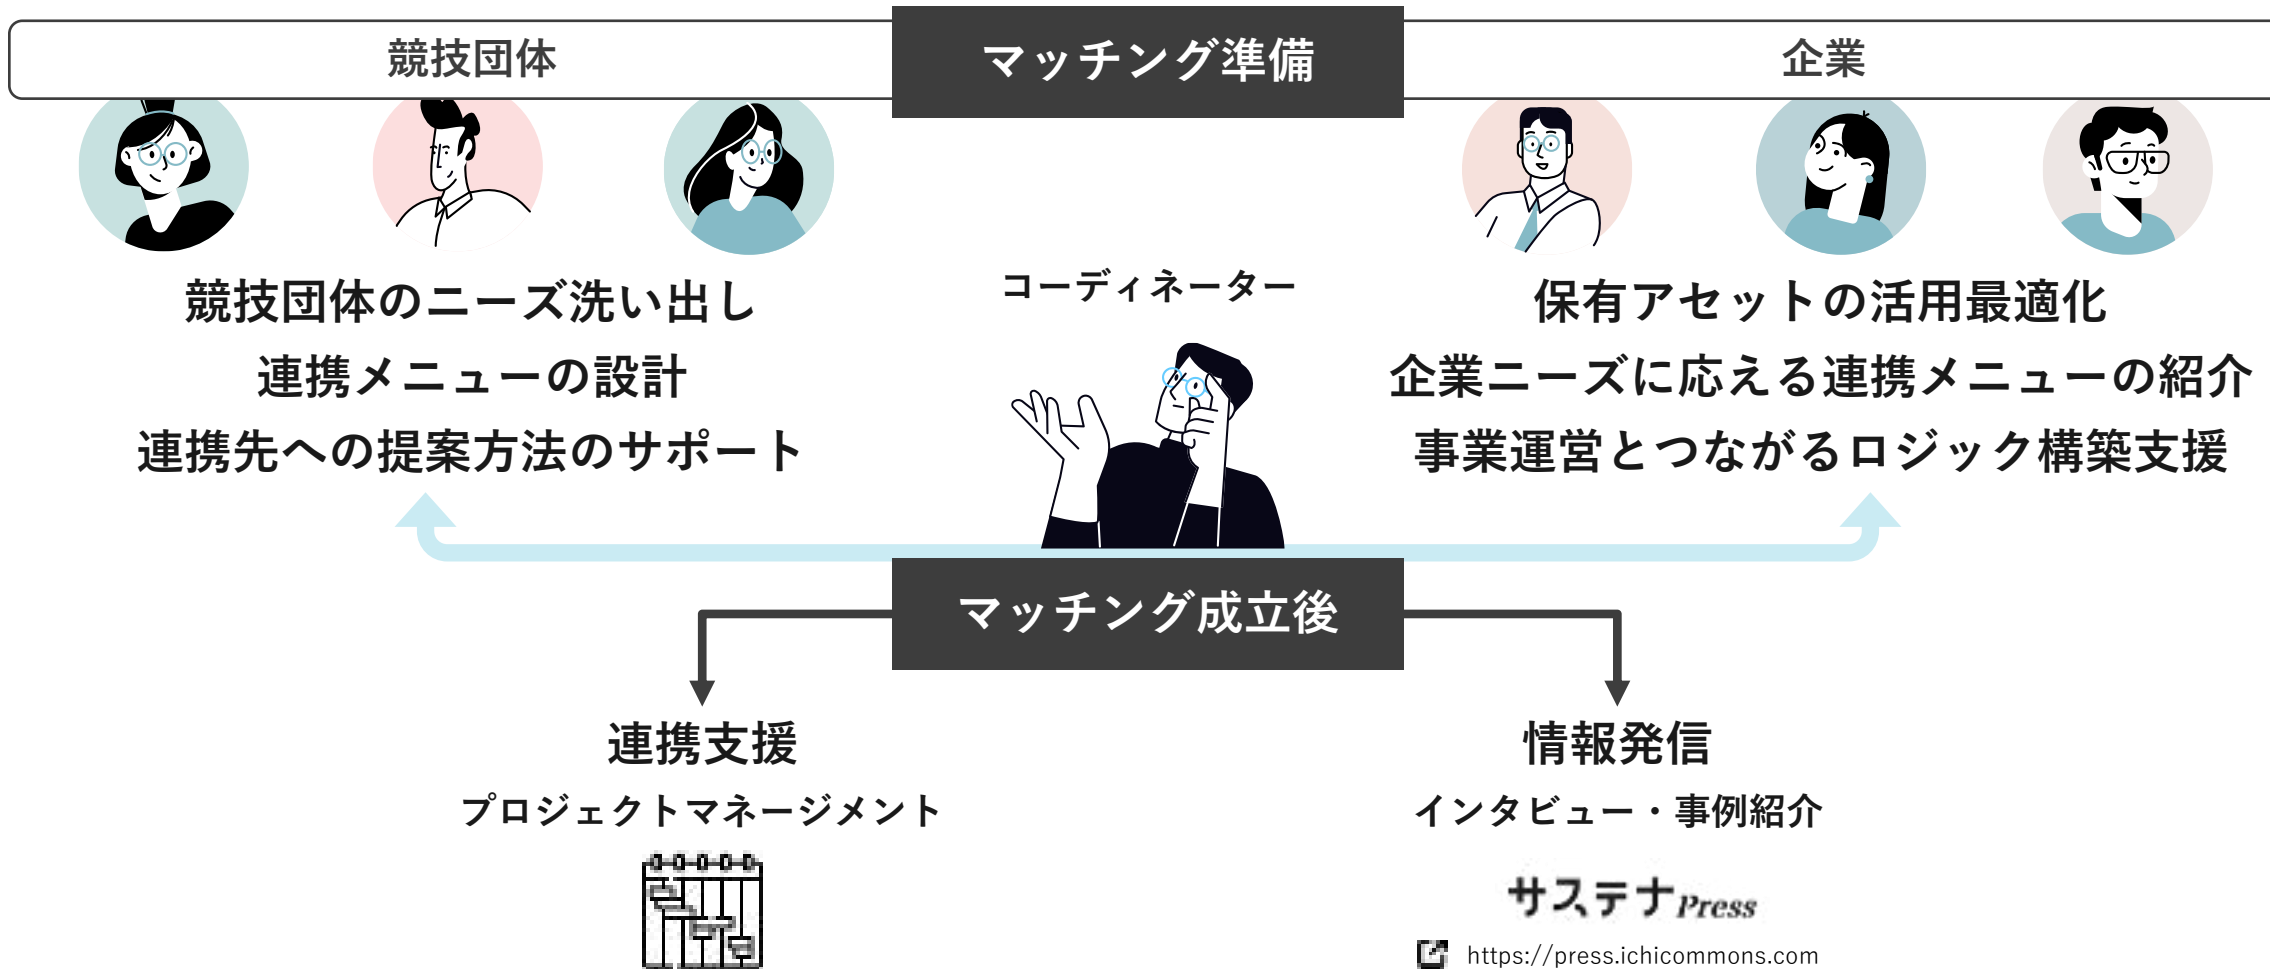 競技団体
マッチング準備
企業
競技団体のニーズ洗い出し
連携メニューの設計
連携先への提案方法のサポート
コーディネーター
保有アセットの活用最適化
企業ニーズに応える連携メニューの紹介
事業運営とつながるロジック構築支援
マッチング成立後
連携支援
プロジェクトマネージメント
情報発信
インタビュー・事例紹介
サステナPress
https://press.ichicommons.com